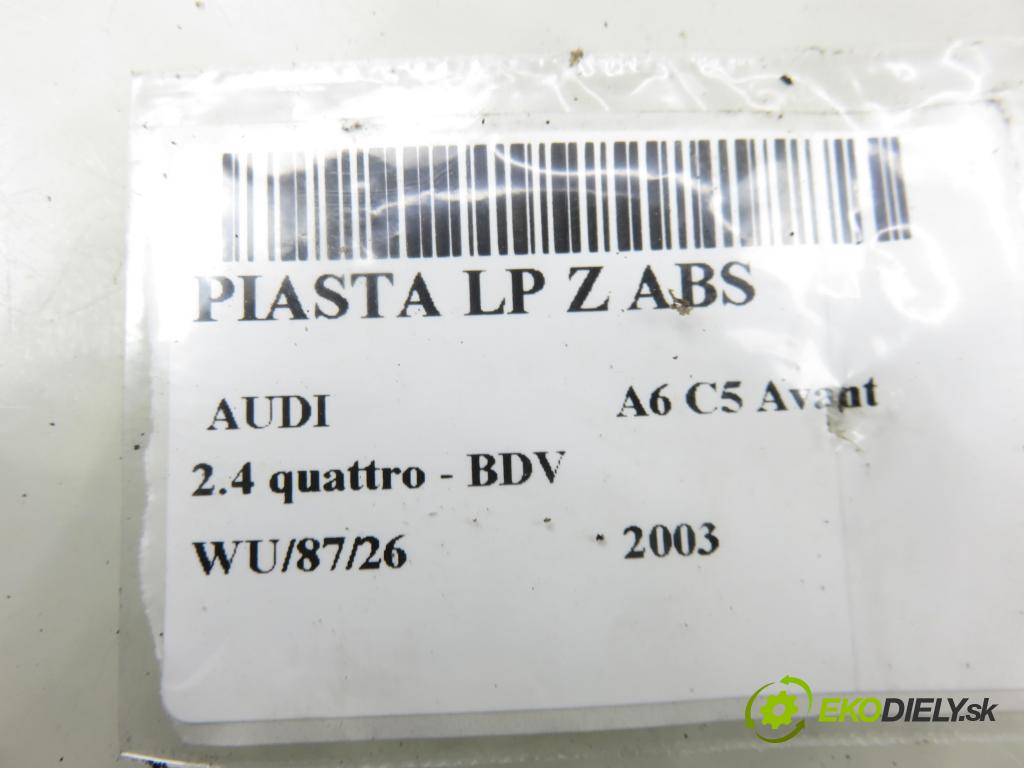 PIASTA LP Z ABS
AUDI A6 C5 Avant
2.4 quattro - BDV
WU/87/26 2003
EKODIELY.sk